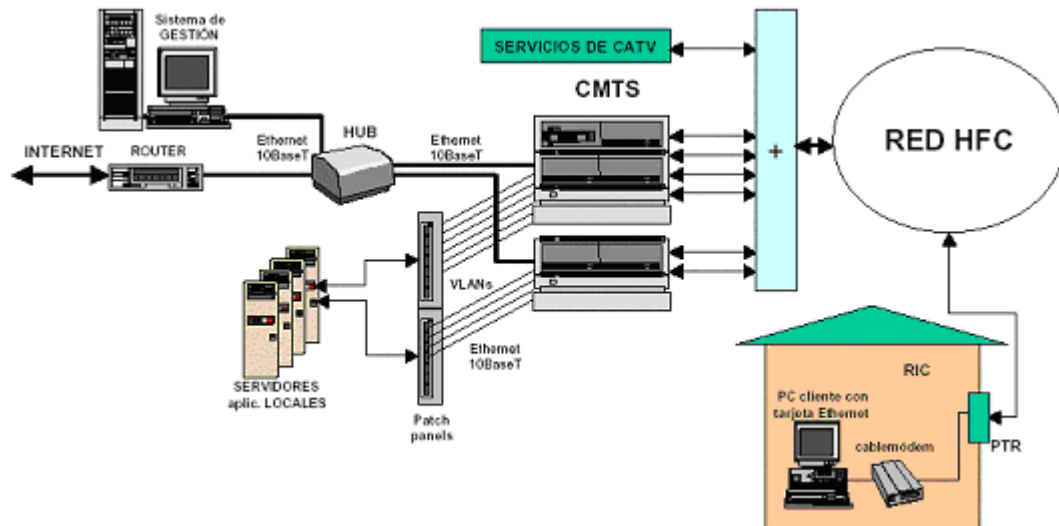 Sistema de
GESTIÓN
SERVICIOS DE CATV
CMTS
INTERNET
ROUTER
Ethernet
10BaseT
HUB
Ethernet
10BaseT
+
RED HFC
VLANs
Ethernet
10BaseT
SERVIDORES
aplic. LOCALES
Patch
panels
RIC
PC cliente con
tarjeta Ethernet
cablemódem
PTR